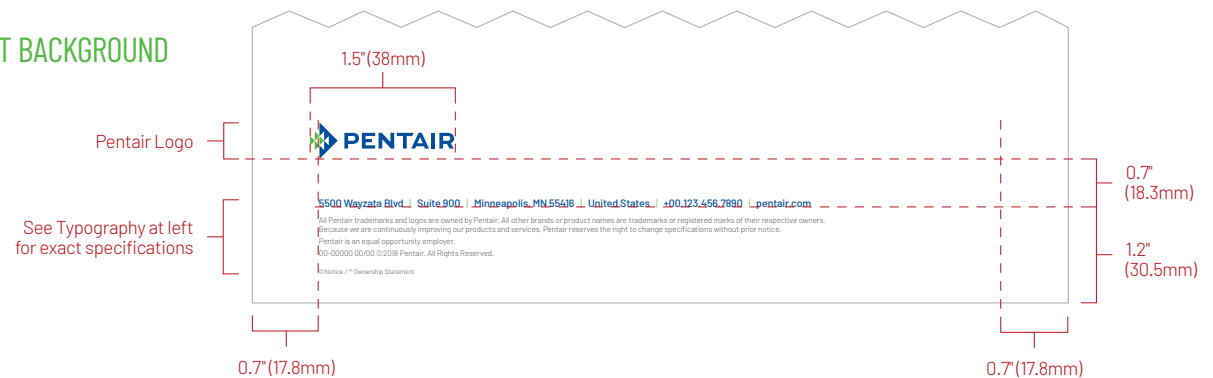 T BACKGROUND
1.5"(38mm)
Pentair Logo
PENTAIR
0.7"
(18.3mm)
See Typography at left
for exact specifications
5500 Wayzata Blvd | Suite 900 | Minneapolis, MN 55416 | United States | +00.123.456.7890 | pentair.com
All Pentair trademarks and logos are owned by Pentair. All other brands or product names are trademarks or registered marks of their respective owners.
Because we are continuously improving our products and services, Pentair reserves the right to change specifications without prior notice.
Pentair is an equal opportunity employer.
00-00000 00/00 ©2018 Pentair. All Rights Reserved.
©Notice / ™ Ownership Statement
1.2"
(30.5mm)
0.7"(17.8mm)
0.7"(17.8mm)